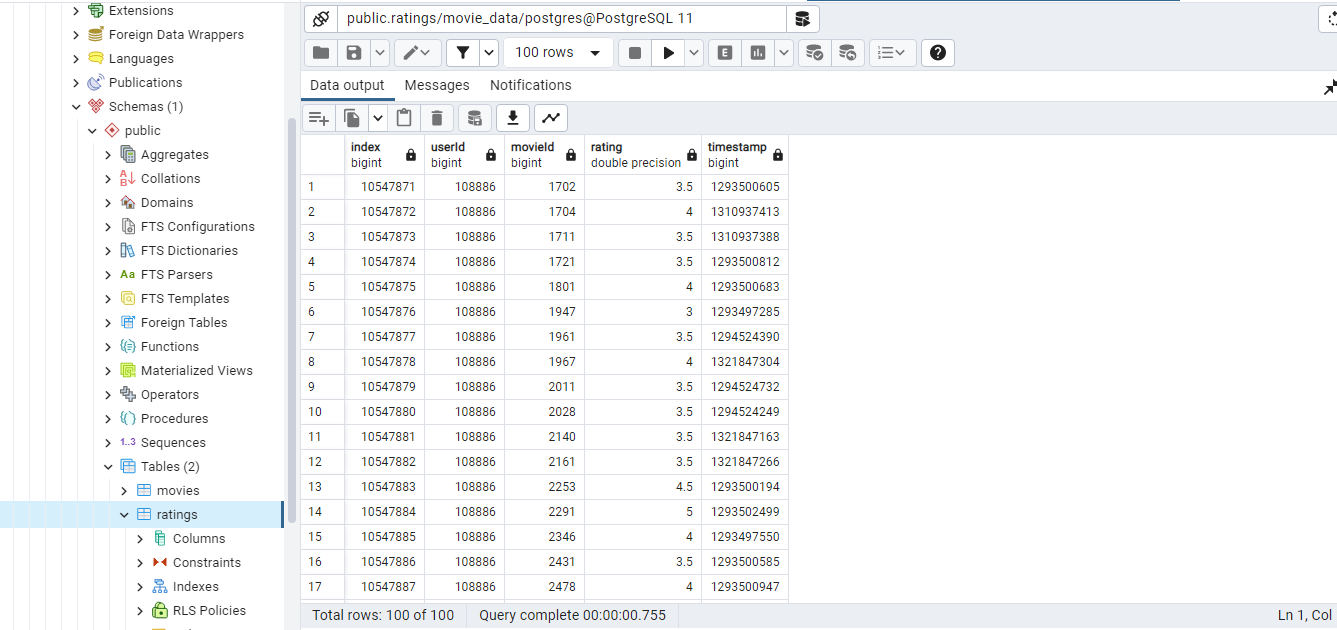 Extensions
Foreign Data Wrappers
Languages
Publications
Schemas (1)
public
Aggregates
Collations
Domains
FTS Configurations
FTS Dictionaries
Aa FTS Parsers
FTS Templates
Foreign Tables
Functions
Materialized Views
Operators
Procedures
1..3 Sequences
Tables (2)
movies
ratings
Columns
Constraints
Indexes
RLS Policies
public.ratings/movie_data/postgres@PostgreSQL 11
100 rows
E
Data output Messages Notifications
index userId movieId rating timestamp
bigint bigint bigint double precision bigint
1 10547871 108886 1702 3.5 1293500605
2 10547872 108886 1704 4 1310937413
3 10547873 108886 1711 3.5 1310937388
4 10547874 108886 1721 3.5 1293500812
5 10547875 108886 1801 4 1293500683
6 10547876 108886 1947 3 1293497285
7 10547877 108886 1961 3.5 1294524390
8 10547878 108886 1967 4 1321847304
9 10547879 108886 2011 3.5 1294524732
10 10547880 108886 2028 3.5 1294524249
11 10547881 108886 2140 3.5 1321847163
12 10547882 108886 2161 3.5 1321847266
13 10547883 108886 2253 4.5 1293500194
14 10547884 108886 2291 5 1293502499
15 10547885 108886 2346 4 1293497550
16 10547886 108886 2431 3.5 1293500585
17 10547887 108886 2478 4 1293500947
Total rows: 100 of 100 Query complete 00:00:00.755 Ln 1, Col